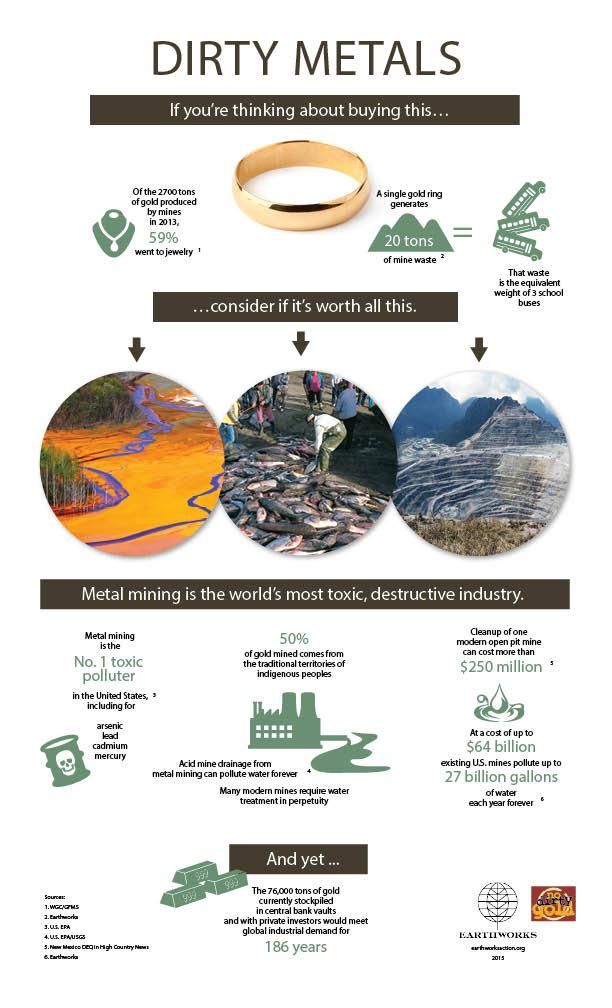 DIRTY METALS
If you're thinking about buying this...
Of the 2700 tons
of gold produced
by mines
in 2013,
59%
went to jewelry 1
A single gold ring
generates
20 tons
of mine waste 2
=
That waste
is the equivalent
weight of 3 school
buses
...consider if it's worth all this.
Metal mining is the world's most toxic, destructive industry.
Metal mining
is the
No. 1 toxic
polluter
in the United States, 3
including for
arsenic
lead
cadmium
mercury
50%
of gold mined comes from
the traditional territories of
indigenous peoples
Acid mine drainage from
metal mining can pollute water forever 4
Many modern mines require water
treatment in perpetuity
Cleanup of one
modern open pit mine
can cost more than
$250 million 5
At a cost of up to
$64 billion
existing U.S. mines pollute up to
27 billion gallons
of water
each year forever 6
And yet ...
999
999
999
The 76,000 tons of gold
currently stockpiled
in central bank vaults
and with private investors would meet
global industrial demand for
186 years
Sources:
1. WGC/GFMS
2. Earthworks
3. U.S. EPA
4. U.S. EPA/USGS
5. New Mexico DEQ in High Country News
6. Earthworks
EARTHWORKS
earthworksaction.org
2015
no
dirty
gold